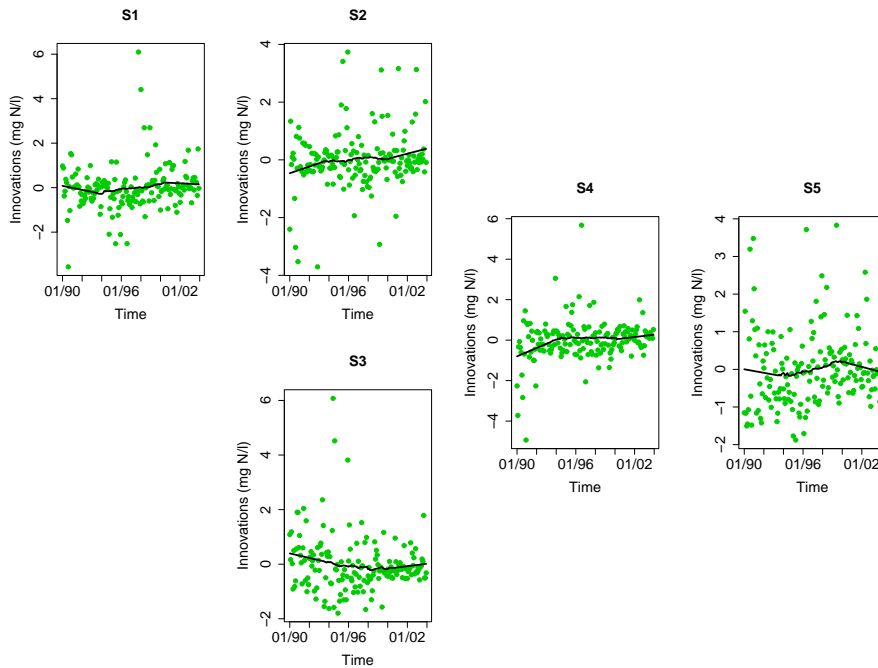 S1
Innovations (mg N/l)
6
4
2
0
−2
01/90 01/96 01/02
Time
S2
Innovations (mg N/l)
4
2
0
−2
−4
01/90 01/96 01/02
Time
S3
Innovations (mg N/l)
6
4
2
0
−2
01/90 01/96 01/02
Time
S4
Innovations (mg N/l)
6
4
2
0
−2
−4
01/90 01/96 01/02
Time
S5
Innovations (mg N/l)
4
3
2
1
0
−1
−2
01/90 01/96 01/02
Time